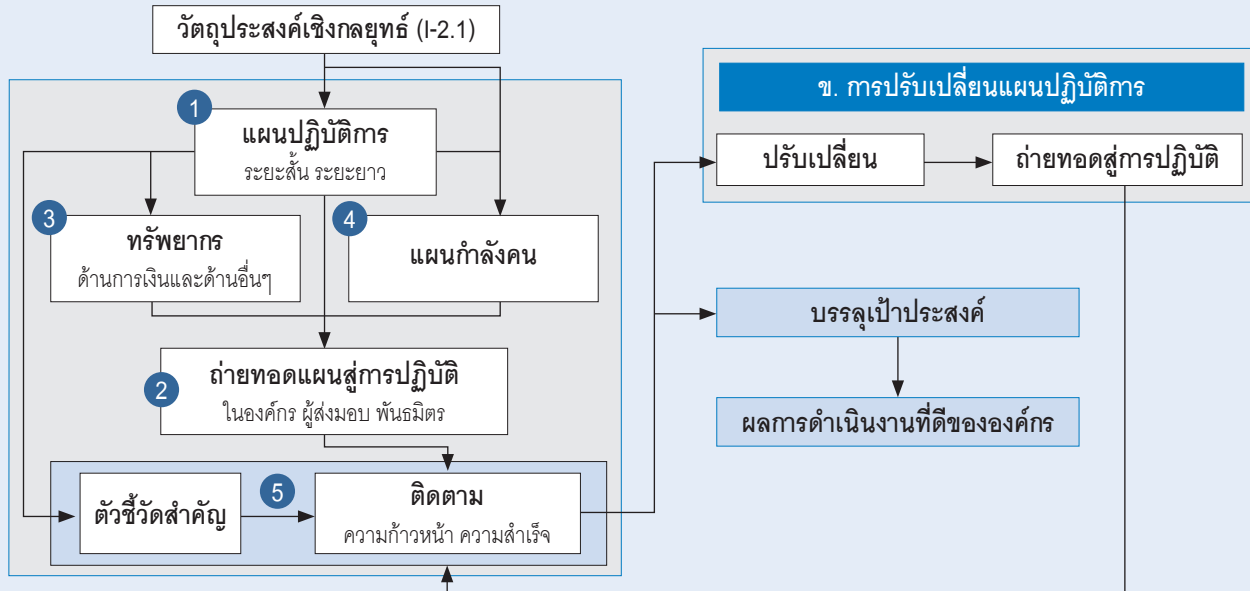 วัตถุประสงค์เชิงกลยุทธ์ (I-2.1)
1
แผนปฏิบัติการ
ระยะสั้น ระยะยาว
3
ทรัพยากร
ด้านการเงินและด้านอื่นๆ
4
แผนกำลังคน
2
ถ่ายทอดแผนสู่การปฏิบัติ
ในองค์กร ผู้ส่งมอบ พันธมิตร
ตัวชี้วัดสำคัญ
5
ติดตาม
ความก้าวหน้า ความสำเร็จ
ข. การปรับเปลี่ยนแผนปฏิบัติการ
ปรับเปลี่ยน
ถ่ายทอดสู่การปฏิบัติ
บรรลุเป้าประสงค์
ผลการดำเนินงานที่ดีขององค์กร